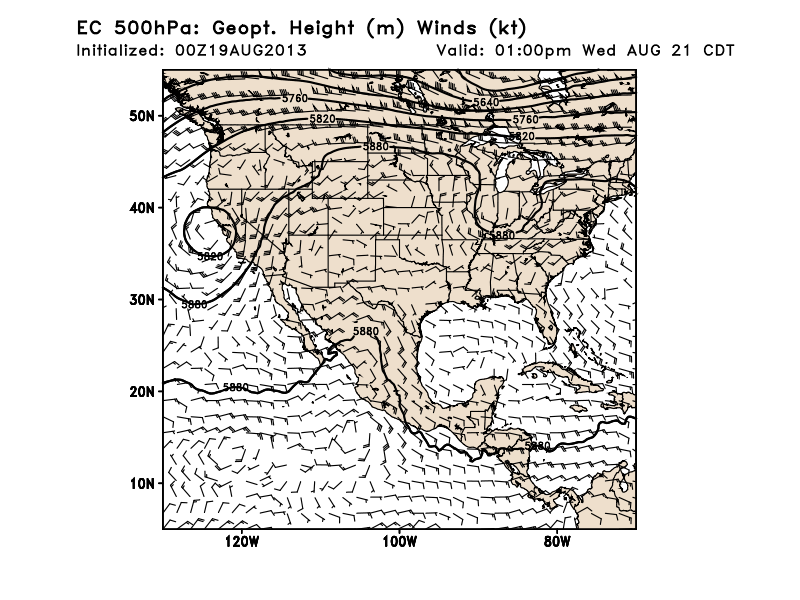 EC 500hPa: Geopt. Height (m) Winds (kt)
Initialized: 00Z19AUG2013 Valid: 01:00pm Wed AUG 21 CDT
5760 5640
50N 5820 5760
5820
5880
40N
5880
5820
30N 5880
5880
20N 5880
5880
10N
120W 100W 80W